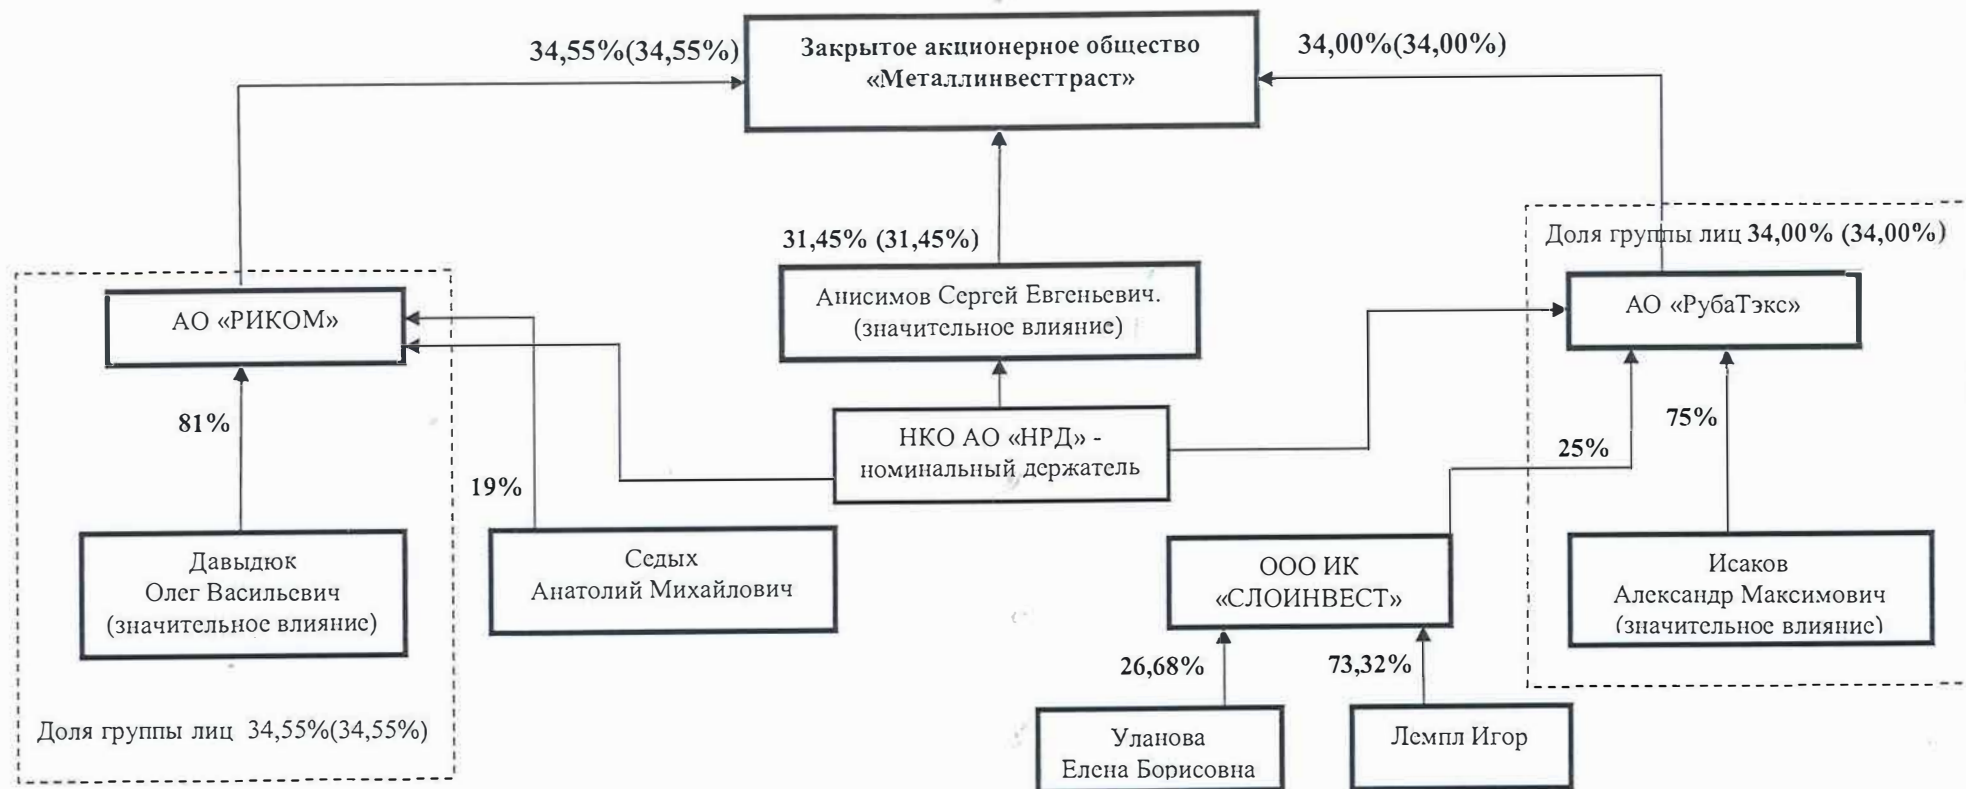 34,55%(34,55%)
Закрытое акционерное общество
«Металлинвесттраст»
34,00%(34,00%)
31,45% (31,45%)
Доля группы лиц 34,00% (34,00%)
АО «РИКОМ»
Анисимов Сергей Евгеньевич.
(значительное влияние)
АО «РубаТэкс»
81%
19%
НКО АО «НРД» -
номинальный держатель
25%
75%
Давыдюк
Олег Васильевич
(значительное влияние)
Седых
Анатолий Михайлович
ООО ИК
«СЛОИНВЕСТ»
Исаков
Александр Максимович
(значительное влияние)
26,68%
73,32%
Доля группы лиц 34,55%(34,55%)
Уланова
Елена Борисовна
Лемпл Игор